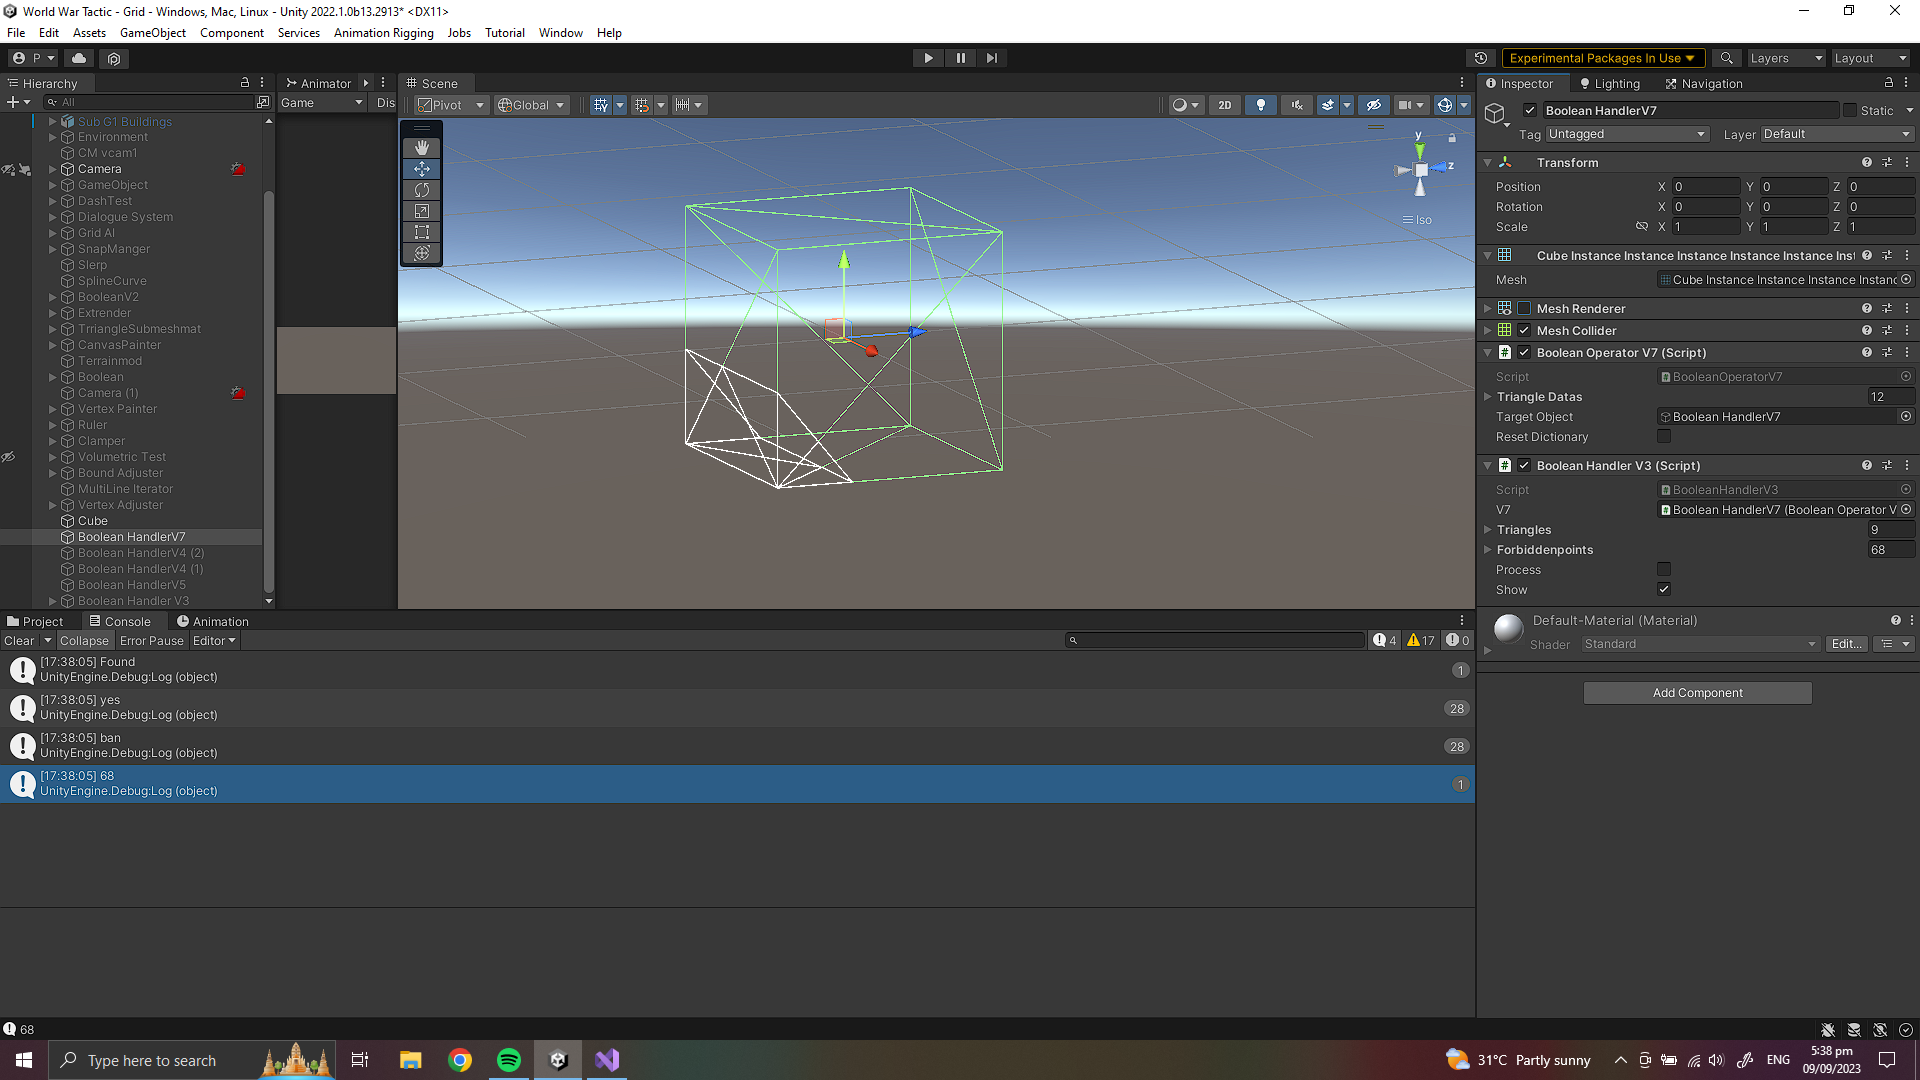 World War Tactic - Grid - Windows, Mac, Linux - Unity 2022.1.0b13.2913* <DX11>
File Edit Assets GameObject Component Services Animation Rigging Jobs Tutorial Window Help
P
Experimental Packages In Use
Layers
Layout
Hierarchy
All
Sub G1 Buildings
Environment
CM vcam1
Camera
GameObject
DashTest
Dialogue System
Grid AI
SnapManger
Slerp
SplineCurve
BooleanV2
Extrender
TrriangleSubmeshmat
CanvasPainter
Terrainmod
Boolean
Camera (1)
Vertex Painter
Ruler
Clamper
Volumetric Test
Bound Adjuster
MultiLine Iterator
Vertex Adjuster
Cube
Boolean HandlerV7
Boolean HandlerV4 (2)
Boolean HandlerV4 (1)
Boolean HandlerV5
Boolean Handler V3
Animator
Game
Dis
Scene
Pivot
Global
2D
y
z
Iso
Inspector
Lighting
Navigation
Boolean HandlerV7
Static
Tag Untagged
Layer Default
Transform
Position X 0 Y 0 Z 0
Rotation X 0 Y 0 Z 0
Scale X 1 Y 1 Z 1
Cube Instance Instance Instance Instance Instance Inst
Mesh Cube Instance Instance Instance Instanc
Mesh Renderer
Mesh Collider
Boolean Operator V7 (Script)
Script BooleanOperatorV7
Triangle Datas 12
Target Object Boolean HandlerV7
Reset Dictionary
Boolean Handler V3 (Script)
Script BooleanHandlerV3
V7 Boolean HandlerV7 (Boolean Operator V
Triangles 9
Forbiddenpoints 68
Process
Show
Default-Material (Material)
Shader Standard
Edit...
Add Component
Project
Console
Animation
Clear
Collapse
Error Pause
Editor
4
17
0
[17:38:05] Found
UnityEngine.Debug:Log (object)
1
[17:38:05] yes
UnityEngine.Debug:Log (object)
28
[17:38:05] ban
UnityEngine.Debug:Log (object)
28
[17:38:05] 68
UnityEngine.Debug:Log (object)
1
68
Type here to search
31°C Partly sunny
ENG
5:38 pm
09/09/2023